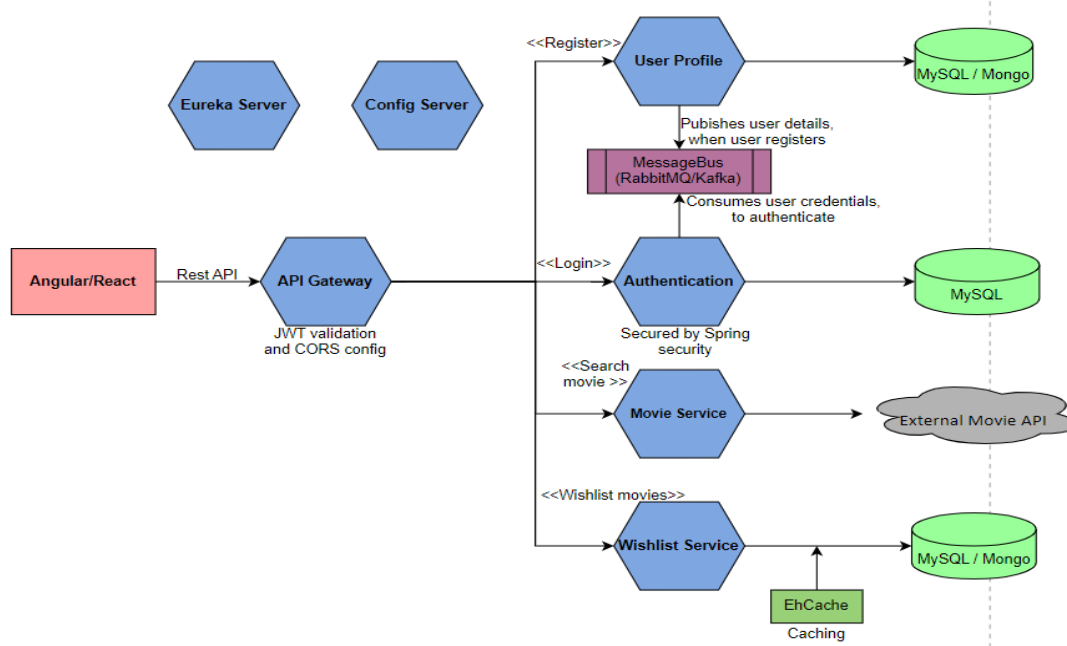 <<Register>>
User Profile
MySQL / Mongo
Eureka Server
Config Server
Pubishes user details,
when user registers
MessageBus
(RabbitMQ/Kafka)
Consumes user credentials,
to authenticate
Angular/React
Rest API
API Gateway
JWT validation
and CORS config
<<Login>>
Authentication
Secured by Spring
security
MySQL
<<Search
movie >>
Movie Service
External Movie API
<<Wishlist movies>>
Wishlist Service
MySQL / Mongo
EhCache
Caching